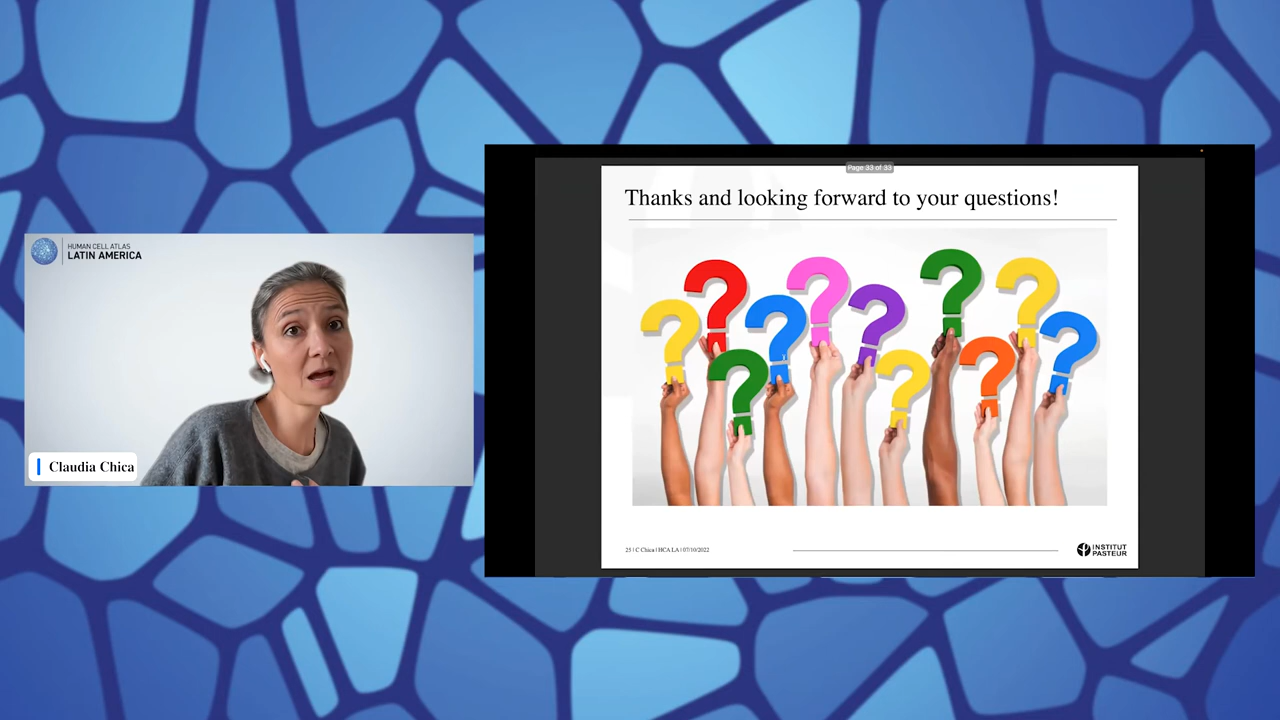 HUMAN CELL ATLAS
LATIN AMERICA
Claudia Chica
Page 33 of 33
Thanks and looking forward to your questions!
25 | C Chica | HCA LA | 07/10/2022
INSTITUT
PASTEUR